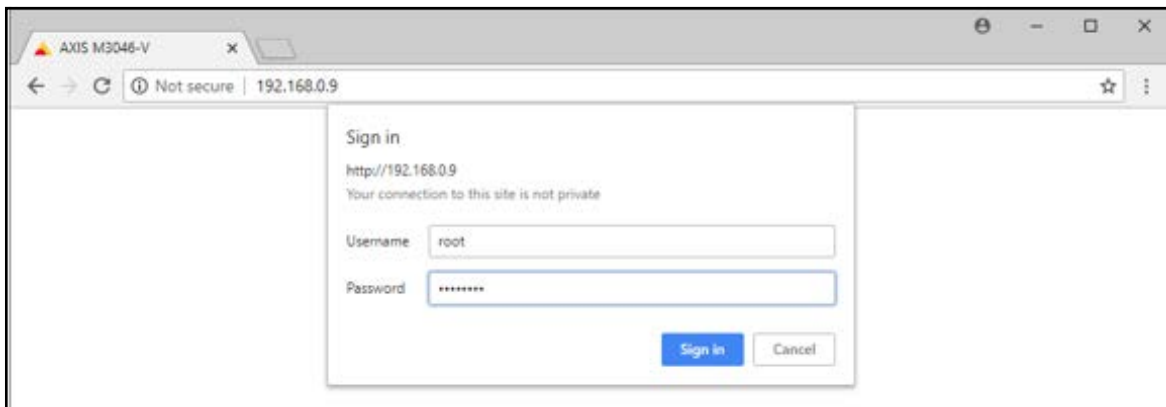 AXIS M3046-V
Not secure | 192.168.0.9
Sign in
http://192.168.0.9
Your connection to this site is not private
Username root
Password ••••••••
Sign in Cancel